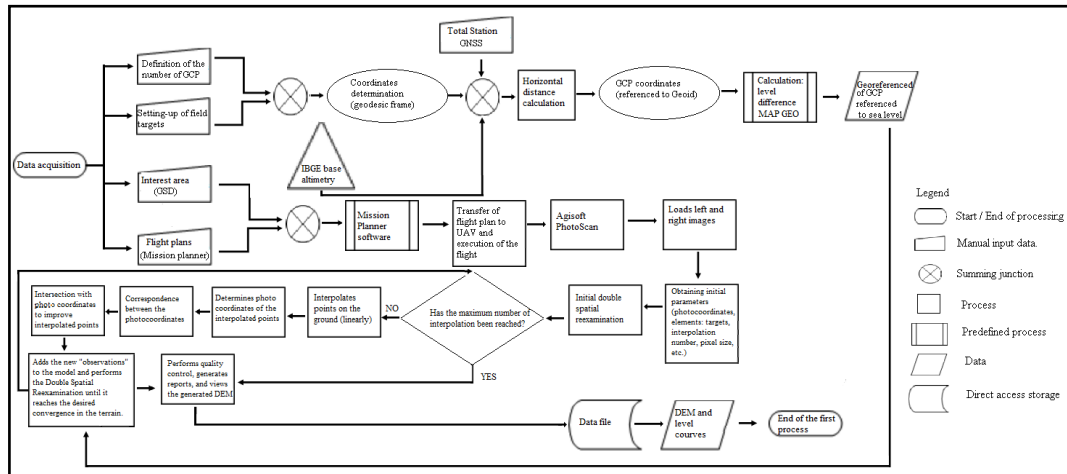 Total Station
GNSS
Definition of the
number of GCP
Coordinates
determination
(geodesic frame)
Horizontal
distance
calculation
GCP coordinates
(referenced to Geoid)
Calculation:
level
difference
MAP GEO
Georeferenced
of GCP
referenced
to sea level
Setting-up of field
targets
Data acquisition
IBGE base
altimetry
Interest area
(GSD)
Flight plans
(Mission planner)
Mission
Planner
software
Transfer of
flight plan to
UAV and
execution of the
flight
Agisoft
PhotoScan
Loads left and
right images
Intersection with
photo coordinates
to improve
interpolated points
Correspondence
between the
photocoordinates
Determines photo
coordinates of the
interpolated points
Interpolates
points on the
ground (linearly)
NO
Has the maximum number of
interpolation been reached?
YES
Initial double
spatial
reexamination
Obtaining initial
parameters
(photocoordinates,
elements: targets,
interpolation
number, pixel size,
etc.)
Adds the new "observations"
to the model and performs
the Double Spatial
Reexamination until it
reaches the desired
convergence in the terrain.
Performs quality
control, generates
reports, and views
the generated DEM
Data file
DEM and
level
courves
End of the first
process
Legend
Start / End of processing
Manual input data.
Summing junction
Process
Predefined process
Data
Direct access storage